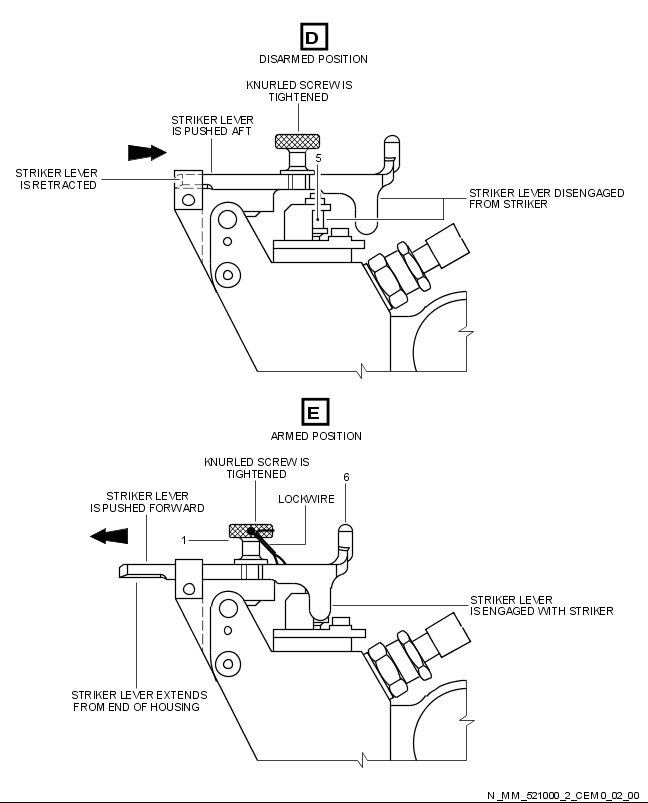 D
DISARMED POSITION
KNURLED SCREW IS
TIGHTENED
STRIKER LEVER
IS PUSHED AFT
5
STRIKER LEVER
IS RETRACTED
STRIKER LEVER DISENGAGED
FROM STRIKER
E
ARMED POSITION
KNURLED SCREW IS
TIGHTENED
6
STRIKER LEVER
IS PUSHED FORWARD
LOCKWIRE
1
STRIKER LEVER
IS ENGAGED WITH STRIKER
STRIKER LEVER EXTENDS
FROM END OF HOUSING
N_MM_521000_2_CEM0_02_00